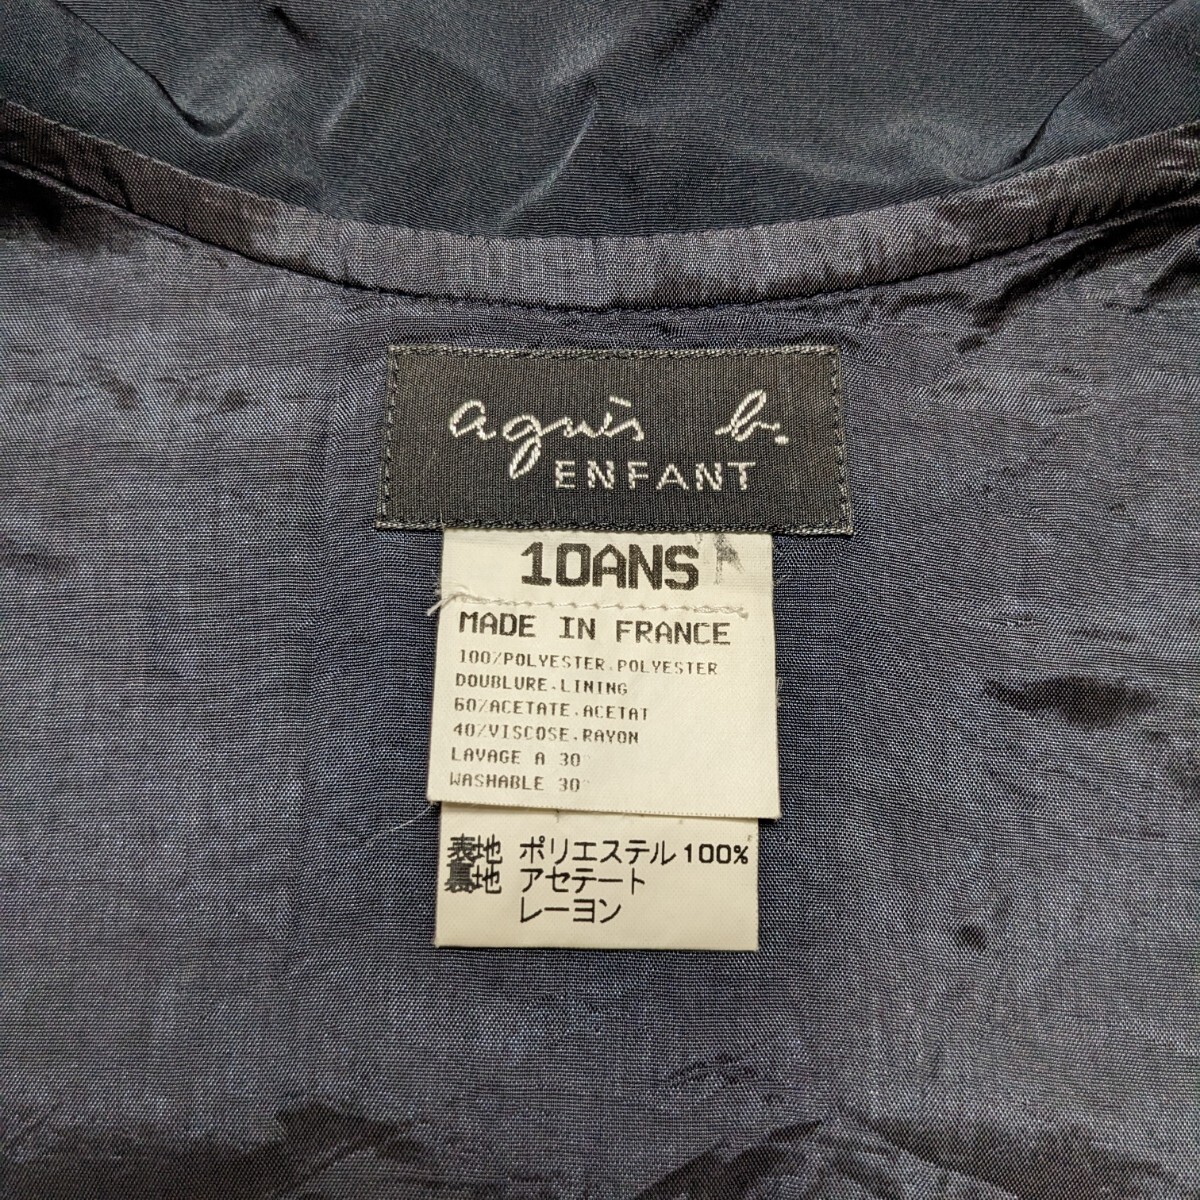 agnès b.
ENFANT
10ANS
MADE IN FRANCE
100%POLYESTER.POLYESTER
DOUBLURE.LINING
60%ACETATE.ACETAT
40%VISCOSE.RAYON
LAVAGE A 30°
WASHABLE 30°
表地 ポリエステル100%
裏地 アセテート
レーヨン